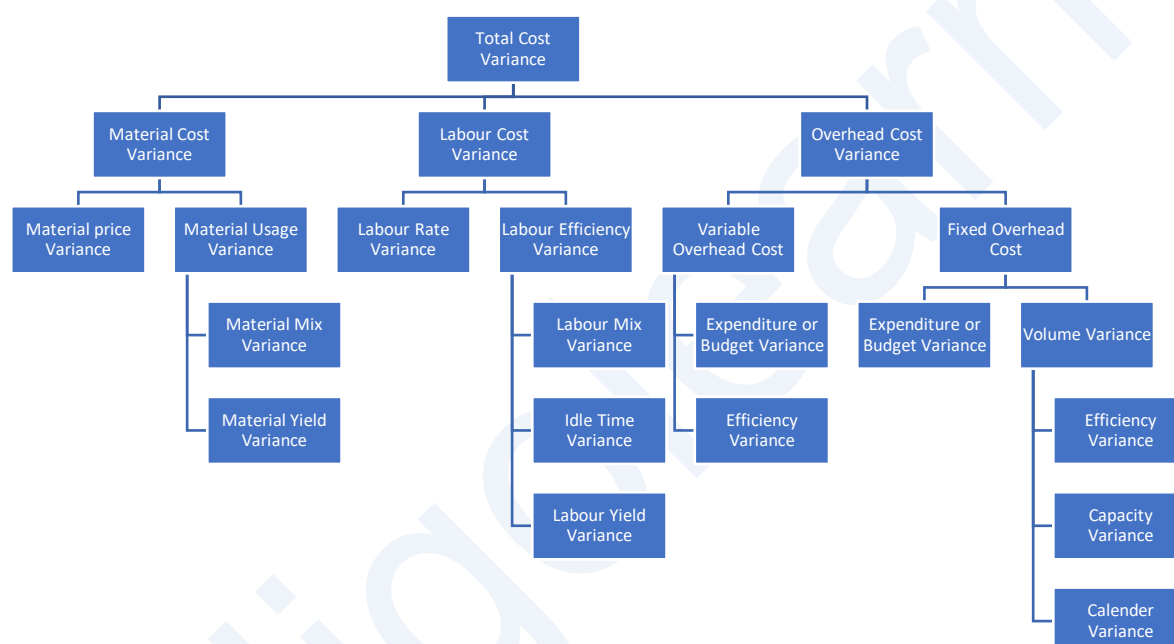 Total Cost
Variance
Material Cost
Variance
Labour Cost
Variance
Overhead Cost
Variance
Material price
Variance
Material Usage
Variance
Labour Rate
Variance
Labour Efficiency
Variance
Variable
Overhead Cost
Fixed Overhead
Cost
Material Mix
Variance
Labour Mix
Variance
Expenditure or
Budget Variance
Expenditure or
Budget Variance
Volume Variance
Material Yield
Variance
Idle Time
Variance
Efficiency
Variance
Efficiency
Variance
Labour Yield
Variance
Capacity
Variance
Calender
Variance